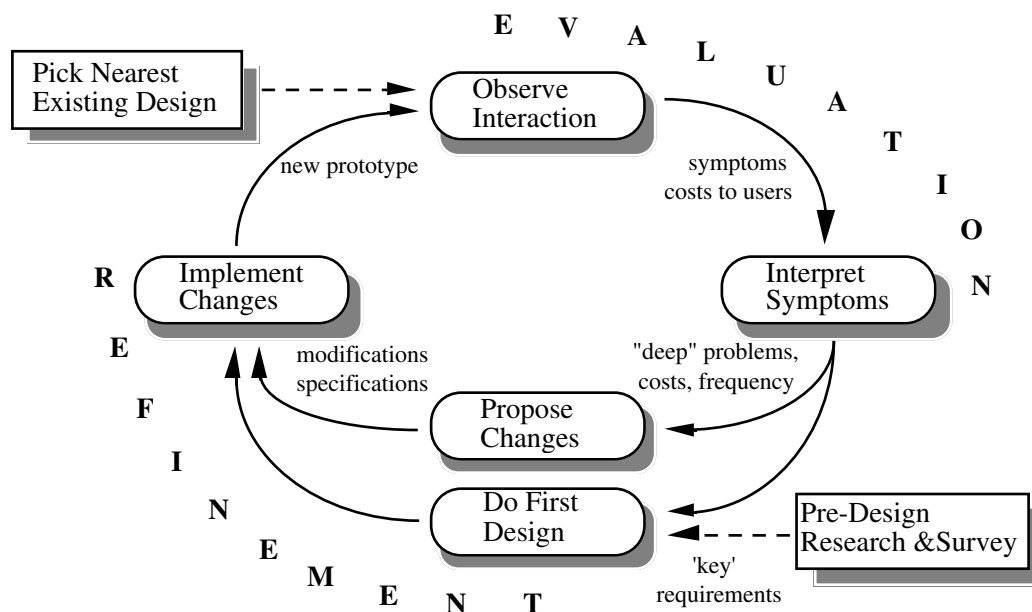 E V A L U A T I O N
Pick Nearest
Existing Design
Observe
Interaction
new prototype
symptoms
costs to users
Implement
Changes
Interpret
Symptoms
modifications
specifications
"deep" problems,
costs, frequency
Propose
Changes
Do First
Design
Pre-Design
Research &Survey
'key'
requirements
R E F I N E M E N T